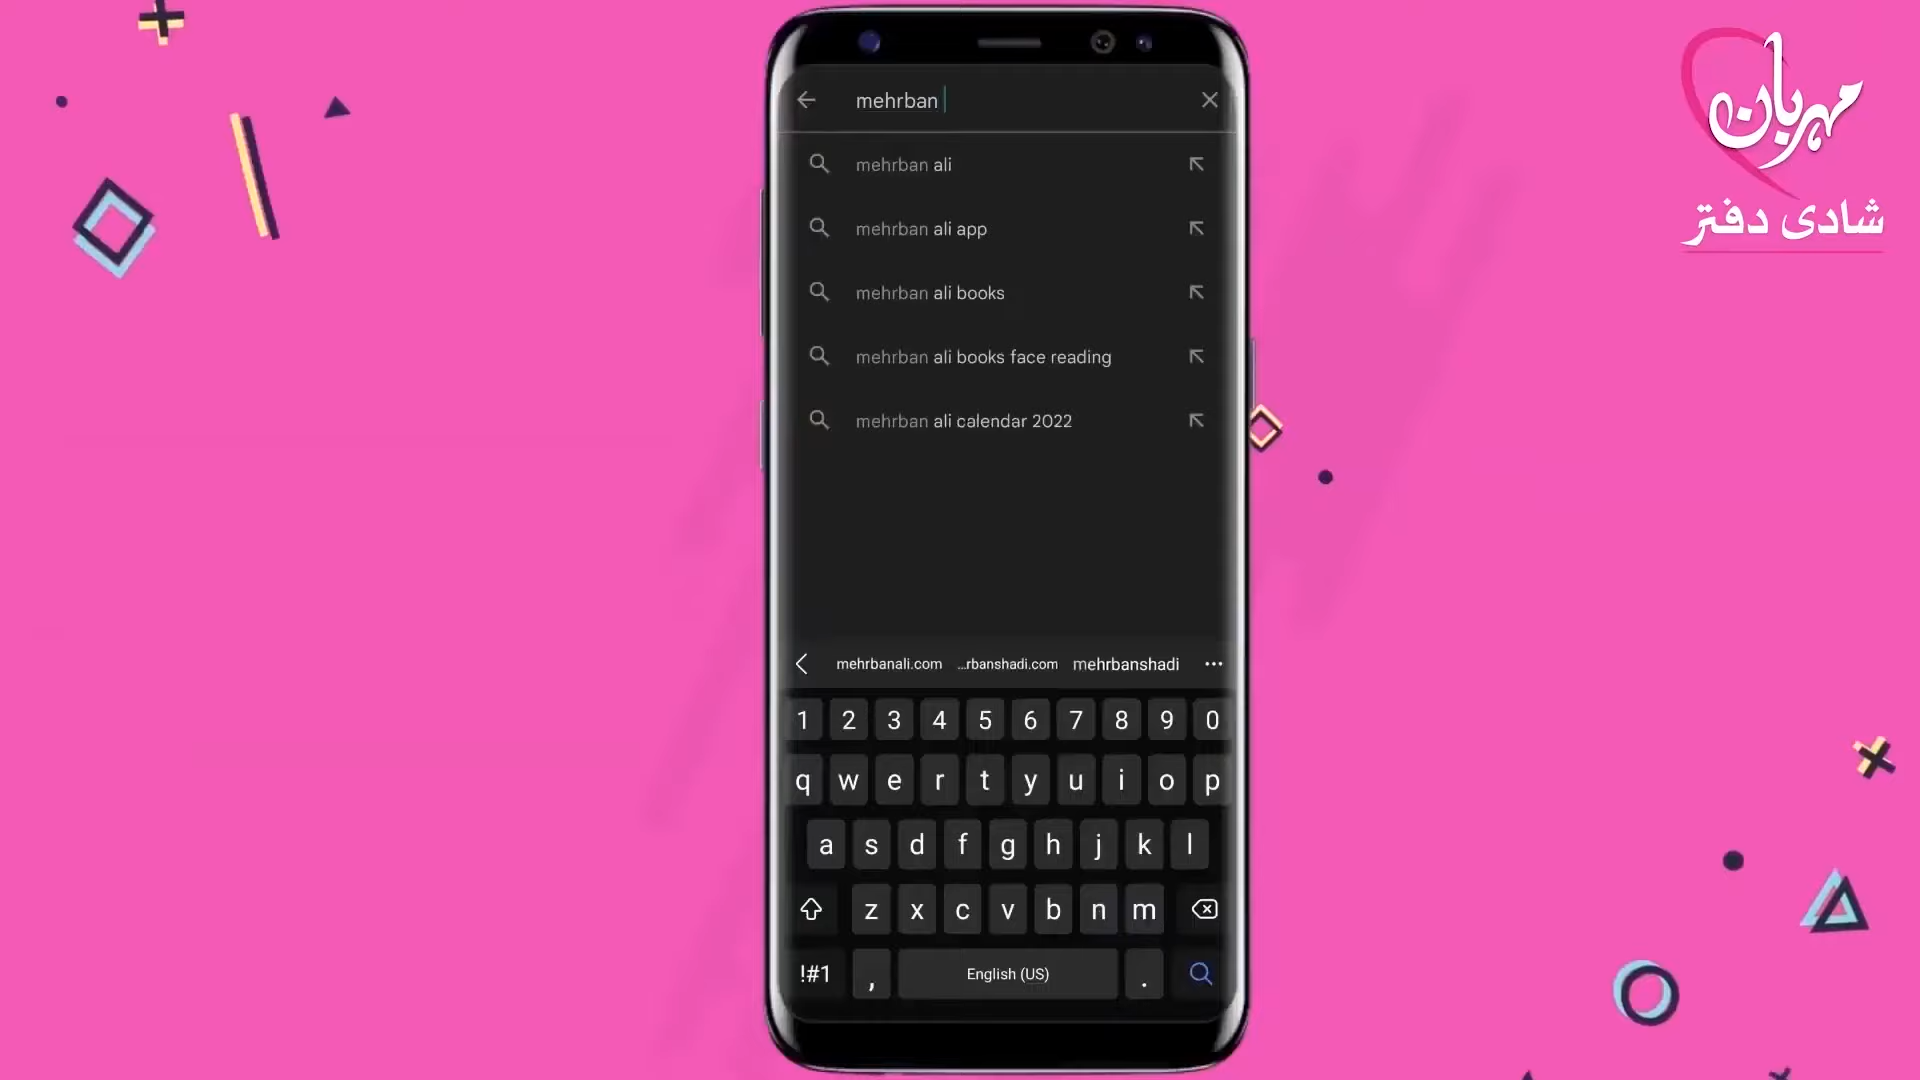 mehrban
mehrban ali
mehrban ali app
mehrban ali books
mehrban ali books face reading
mehrban ali calendar 2022
mehrbanali.com ...rbanshadi.com mehrbanshadi
1 2 3 4 5 6 7 8 9 0
q w e r t y u i o p
a s d f g h j k l
z x c v b n m
!#1 , English (US) .
مہربان
شادی دفتر